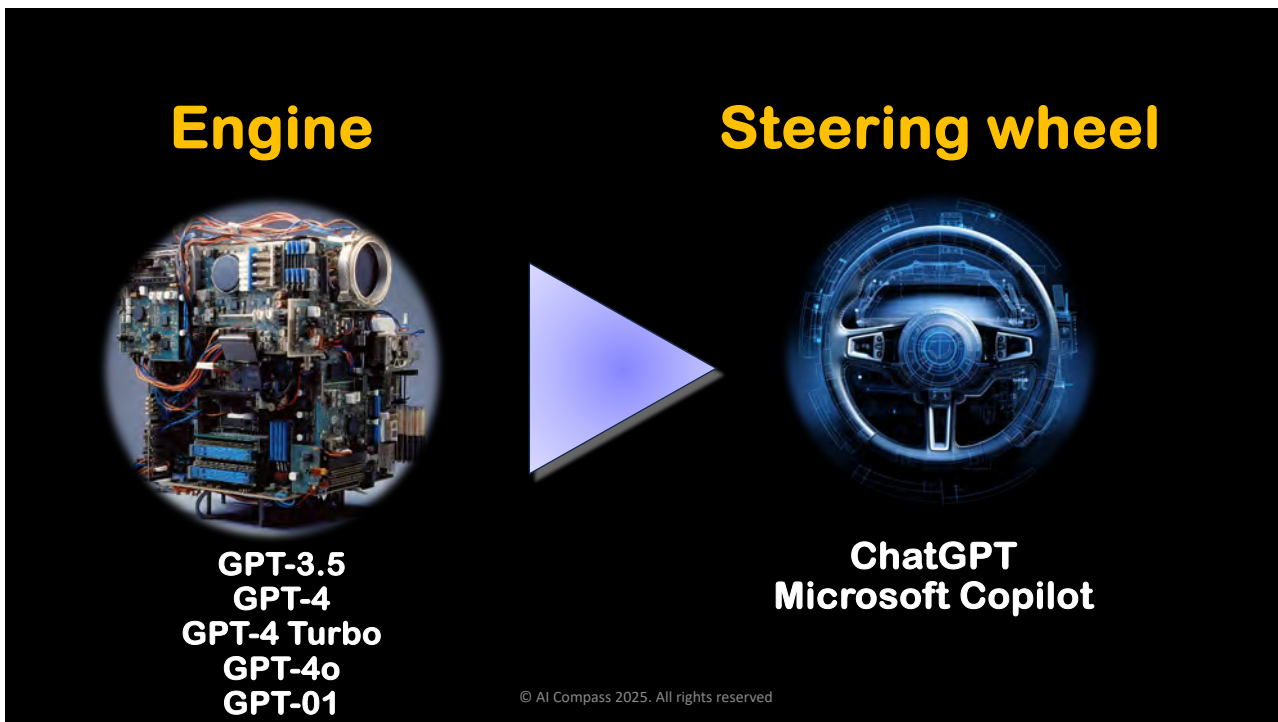 Engine
Steering wheel
GPT-3.5
GPT-4
GPT-4 Turbo
GPT-4o
GPT-01
ChatGPT
Microsoft Copilot
© AI Compass 2025. All rights reserved